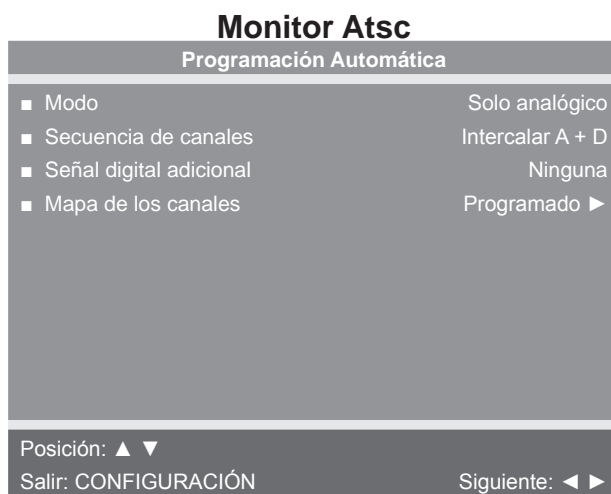 Monitor Atsc
Programación Automática
■ Modo Solo analógico
■ Secuencia de canales Intercalar A + D
■ Señal digital adicional Ninguna
■ Mapa de los canales Programado ►
Posición: ▲ ▼
Salir: CONFIGURACIÓN Siguiente: ◄ ►